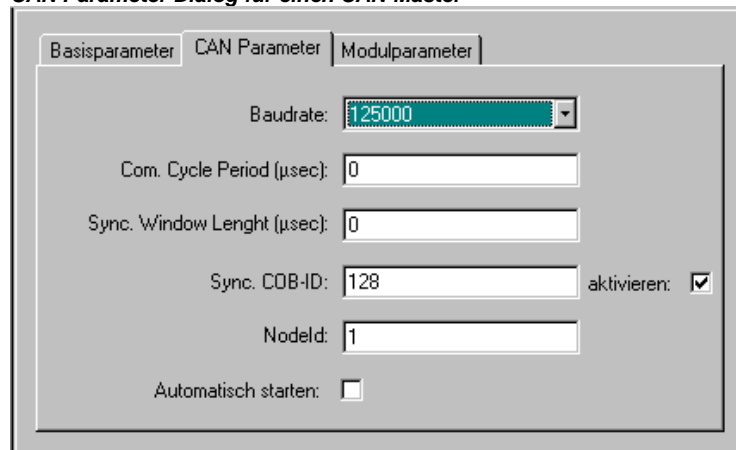 CAN Parameter Dialog für einen CAN-Master
Basisparameter CAN Parameter Modulparameter
Baudrate: 125000
Com. Cycle Period (µsec): 0
Sync. Window Lenght (µsec): 0
Sync. COB-ID: 128 aktivieren:
NodeId: 1
Automatisch starten: